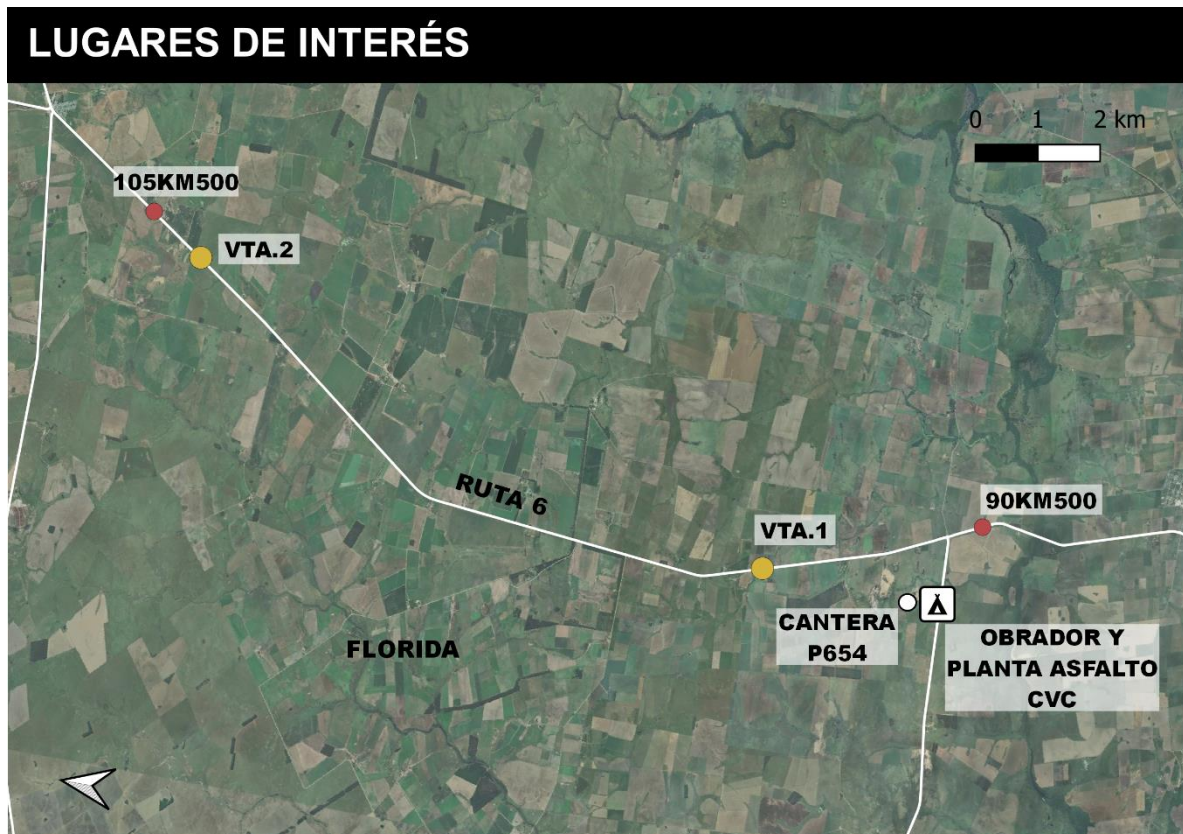 LUGARES DE INTERÉS
0 1 2 km
105KM500
VTA.2
RUTA 6
90KM500
VTA.1
CANTERA
P654
FLORIDA
OBRADOR Y
PLANTA ASFALTO
CVC